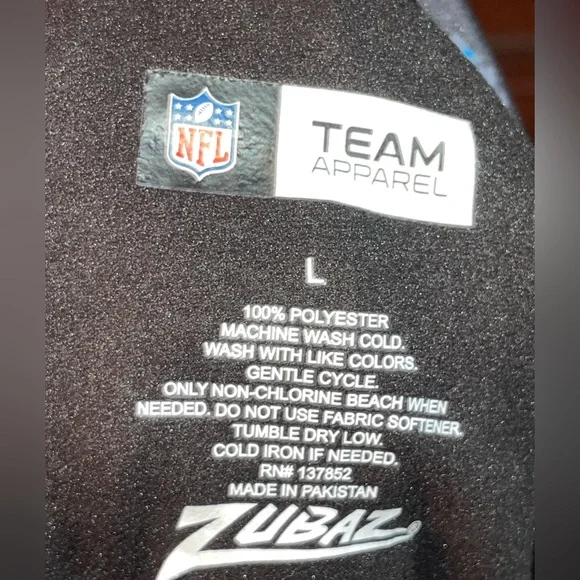 NFL
TEAM
APPAREL
L
100% POLYESTER
MACHINE WASH COLD.
WASH WITH LIKE COLORS.
GENTLE CYCLE.
ONLY NON-CHLORINE BEACH WHEN
NEEDED. DO NOT USE FABRIC SOFTENER.
TUMBLE DRY LOW.
COLD IRON IF NEEDED.
RN# 137852
MADE IN PAKISTAN
ZUBAZ